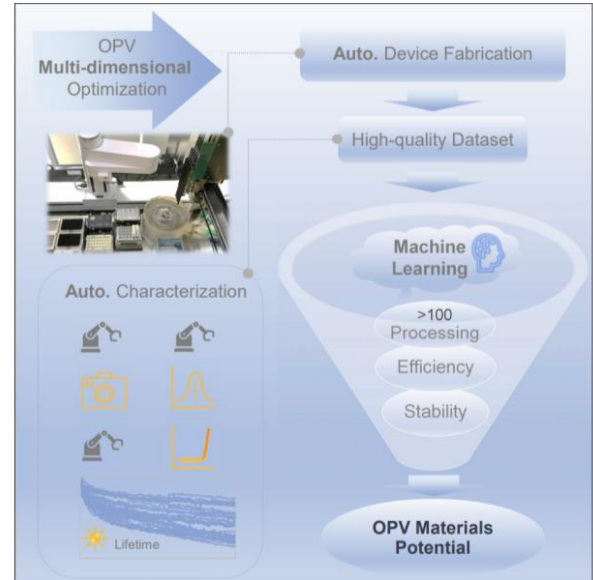 OPV
Multi-dimensional
Optimization
Auto. Device Fabrication
High-quality Dataset
Machine
Learning
>100
Processing
Efficiency
Stability
OPV Materials
Potential
Auto. Characterization
Lifetime